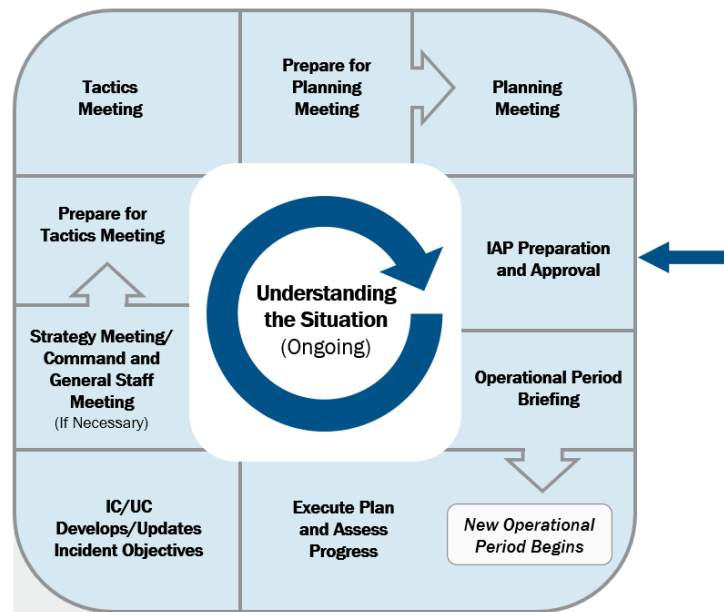 Tactics
Meeting
Prepare for
Planning
Meeting
Planning
Meeting
Prepare for
Tactics Meeting
IAP Preparation
and Approval
Understanding
the Situation
(Ongoing)
Strategy Meeting/
Command and
General Staff
Meeting
(If Necessary)
Operational Period
Briefing
IC/UC
Develops/Updates
Incident Objectives
Execute Plan
and Assess
Progress
New Operational
Period Begins